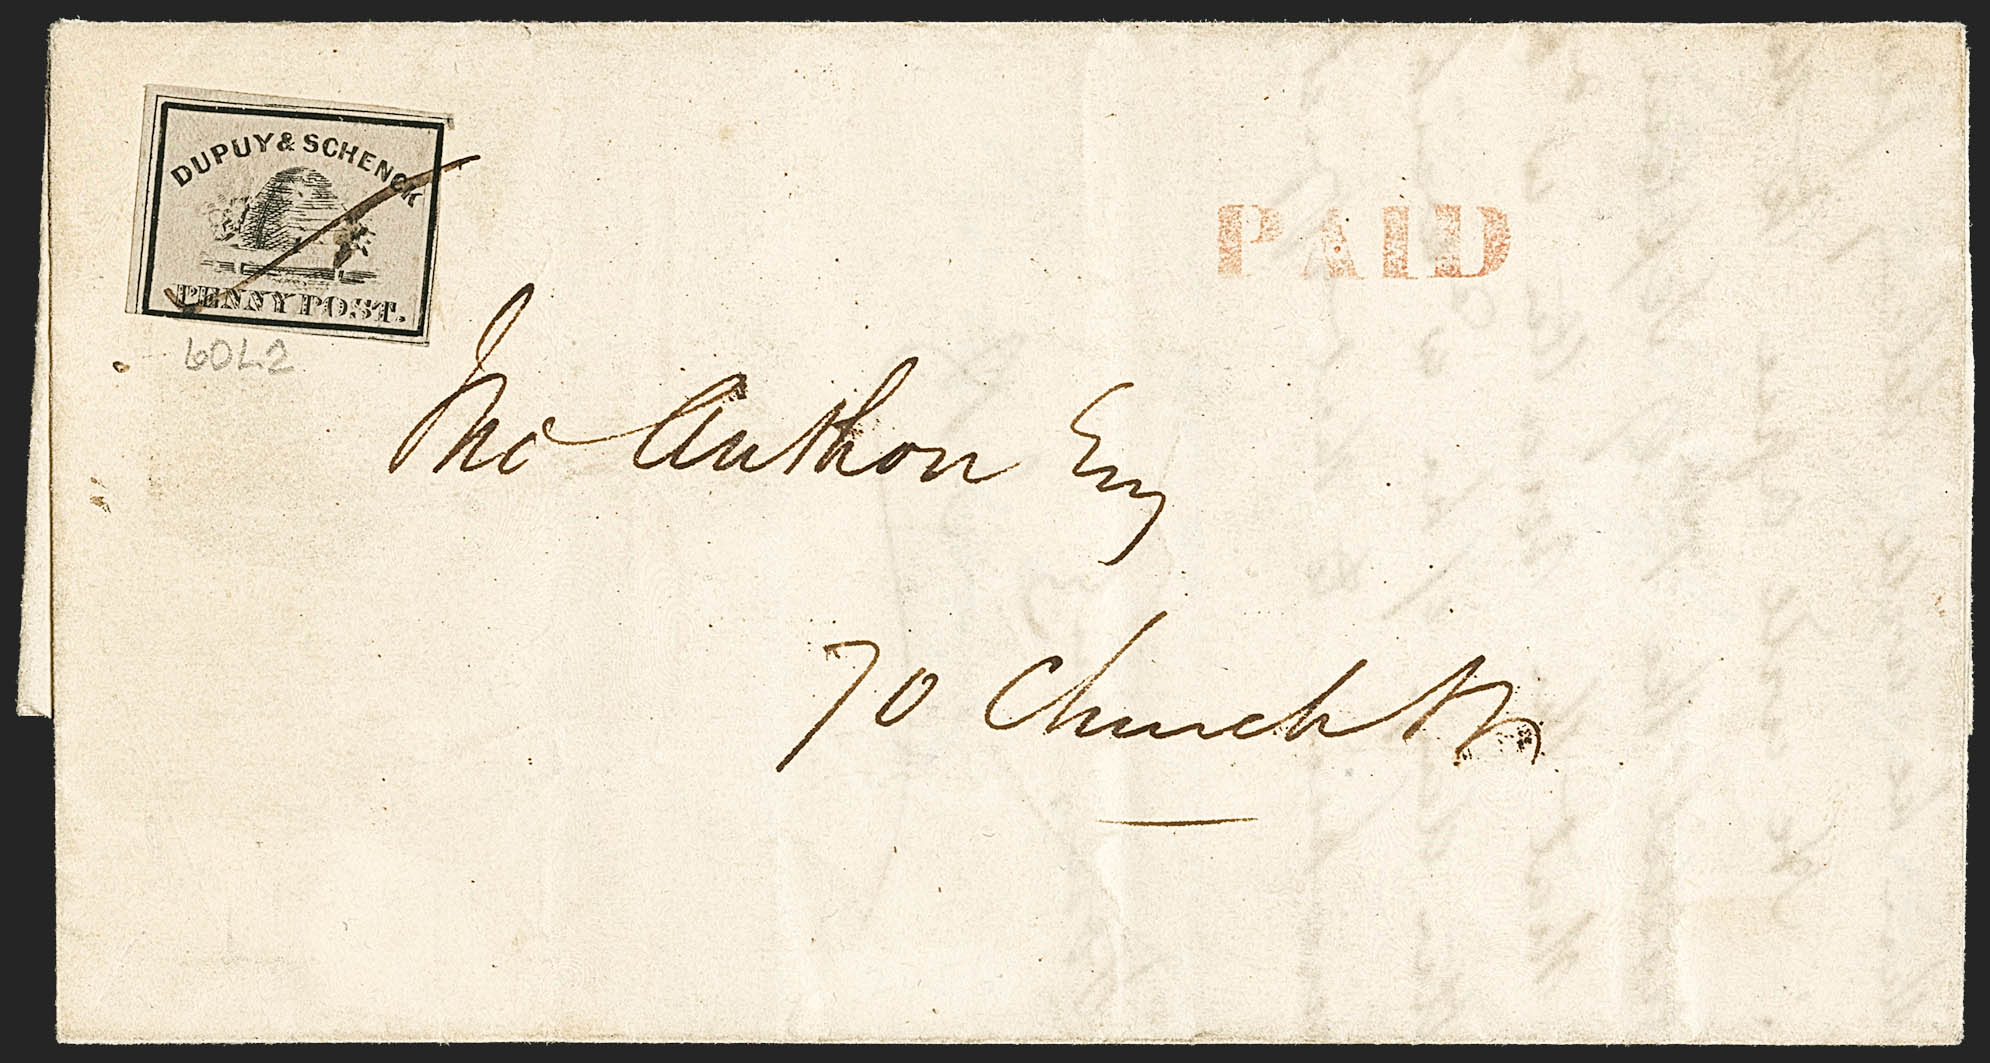 DUPUY & SCHENCK
PENNY POST.
60L2
PAID
Jno Anthon Esq
70 Church St